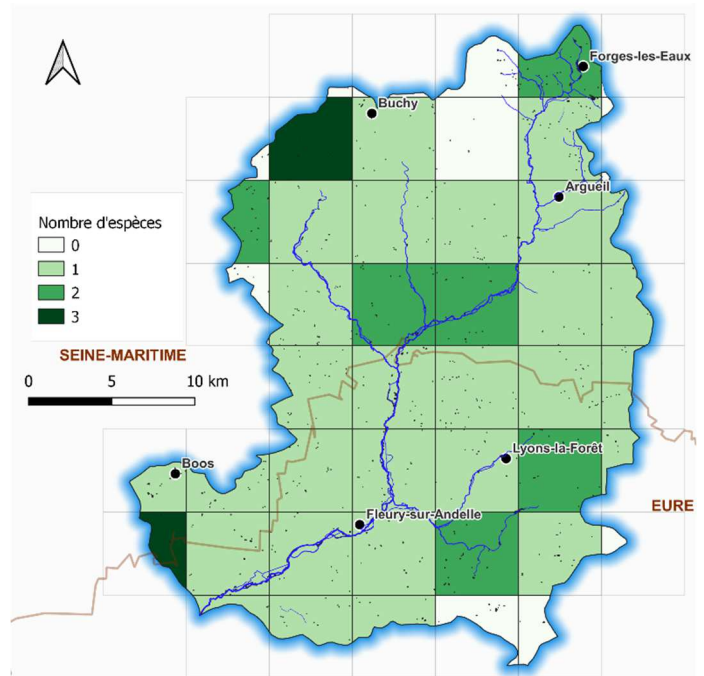 Forges-les-Eaux
Buchy
Argueil
Nombre d'espèces
0
1
2
3
SEINE-MARITIME
0 5 10 km
Lyons-la-Forêt
Boos
EURE
Fleury-sur-Andelle